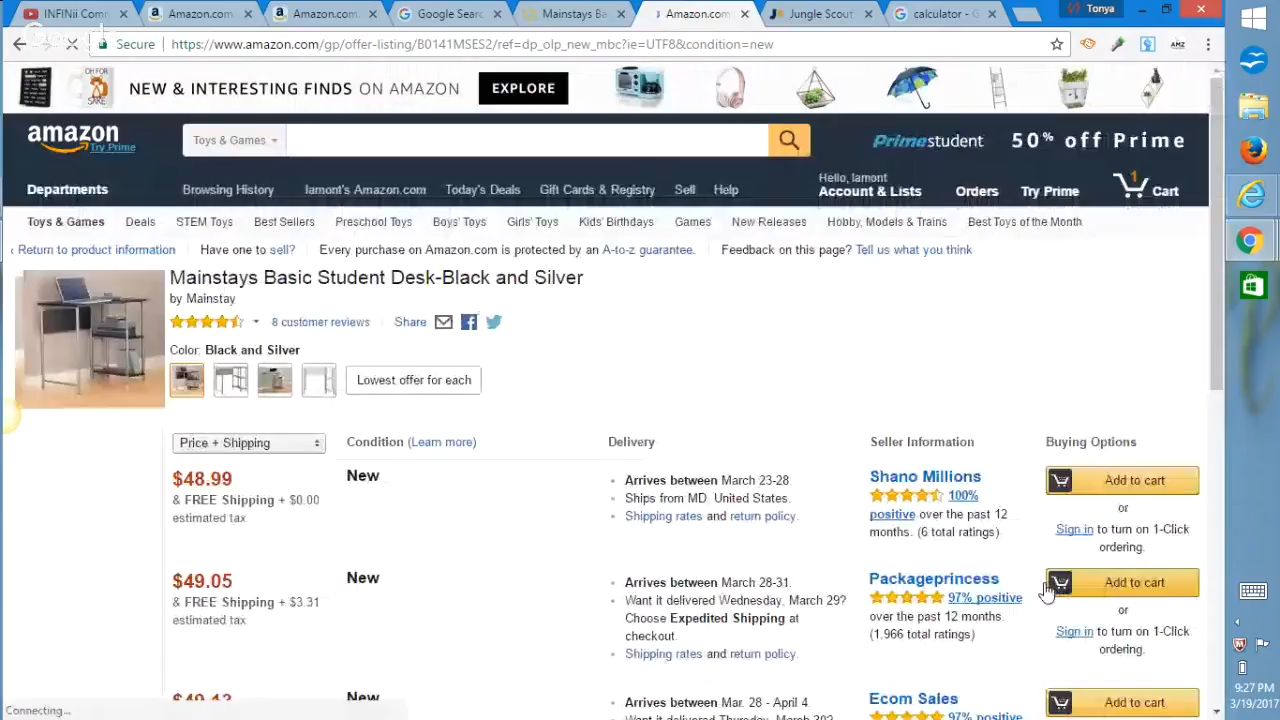 INFINii Com
Amazon.com
Amazon.com
Google Sear
Mainstays Ba
Amazon.com
Jungle Scout
calculator - G
Tonya
Secure
https://www.amazon.com/gp/offer-listing/B0141MSES2/ref=dp_olp_new_mbc?ie=UTF8&condition=new
AMZ
OH FOR
SAKE
NEW & INTERESTING FINDS ON AMAZON
EXPLORE
amazon
Try Prime
Toys & Games
Primestudent 50% off Prime
Departments
Browsing History
lamont's Amazon.com
Today's Deals
Gift Cards & Registry
Sell
Help
Hello, lamont
Account & Lists
Orders
Try Prime
1
Cart
Toys & Games
Deals
STEM Toys
Best Sellers
Preschool Toys
Boys' Toys
Girls' Toys
Kids' Birthdays
Games
New Releases
Hobby, Models & Trains
Best Toys of the Month
‹ Return to product information
Have one to sell?
Every purchase on Amazon.com is protected by an A-to-z guarantee.
Feedback on this page? Tell us what you think
Mainstays Basic Student Desk-Black and Silver
by Mainstay
8 customer reviews
Share
Color: Black and Silver
Lowest offer for each
Price + Shipping
Condition (Learn more)
Delivery
Seller Information
Buying Options
$48.99
& FREE Shipping + $0.00
estimated tax
New
Arrives between March 23-28.
Ships from MD, United States.
Shipping rates and return policy.
Shano Millions
100%
positive over the past 12
months. (6 total ratings)
Add to cart
or
Sign in to turn on 1-Click
ordering.
$49.05
& FREE Shipping + $3.31
estimated tax
New
Arrives between March 28-31.
Want it delivered Wednesday, March 29?
Choose Expedited Shipping at
checkout.
Shipping rates and return policy.
Packageprincess
97% positive
over the past 12 months.
(1,966 total ratings)
Add to cart
or
Sign in to turn on 1-Click
ordering.
$49.13
New
Arrives between Mar. 28 - April 4.
Want it delivered Thursday, March 30?
Ecom Sales
97% positive
Add to cart
Connecting...
9:27 PM
3/19/2017